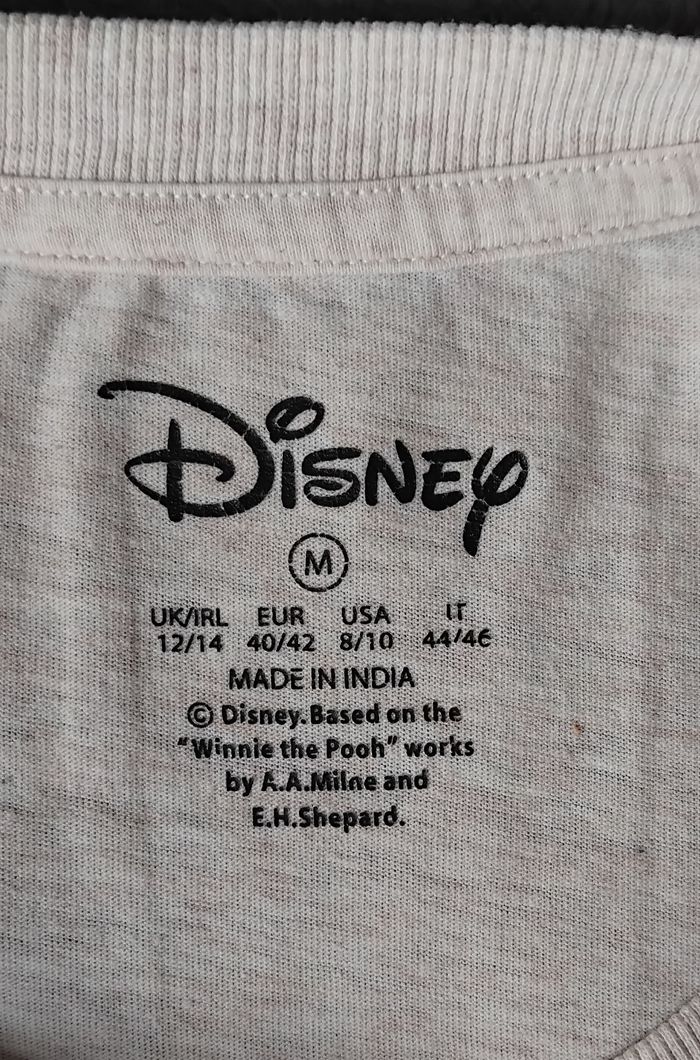 Disney
M
UK/IRL EUR USA IT
12/14 40/42 8/10 44/46
MADE IN INDIA
© Disney.Based on the
"Winnie the Pooh" works
by A.A.Milne and
E.H.Shepard.